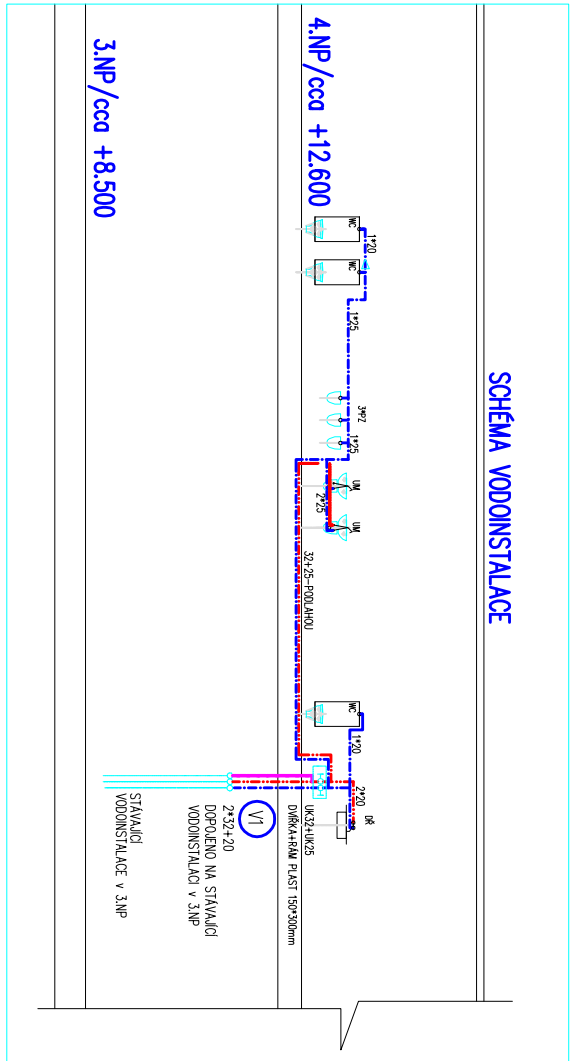 SCHÉMA VODOINSTALACE
4.NP/cca +12.600
3.NP/cca +8.500
WC
1*20
WC
1*25
3*PZ
1*25
UM
2*25
UM
32+25-PODLAHOU
WC
1*20
2*20
DŘ
UK32+UK25
DVÍŘKA+RÁM PLAST 150*300mm
V1
2*32+20
DOPOJENO NA STÁVAJÍCÍ
VODOINSTALACI v 3.NP
STÁVAJÍCÍ
VODOINSTALACE v 3.NP